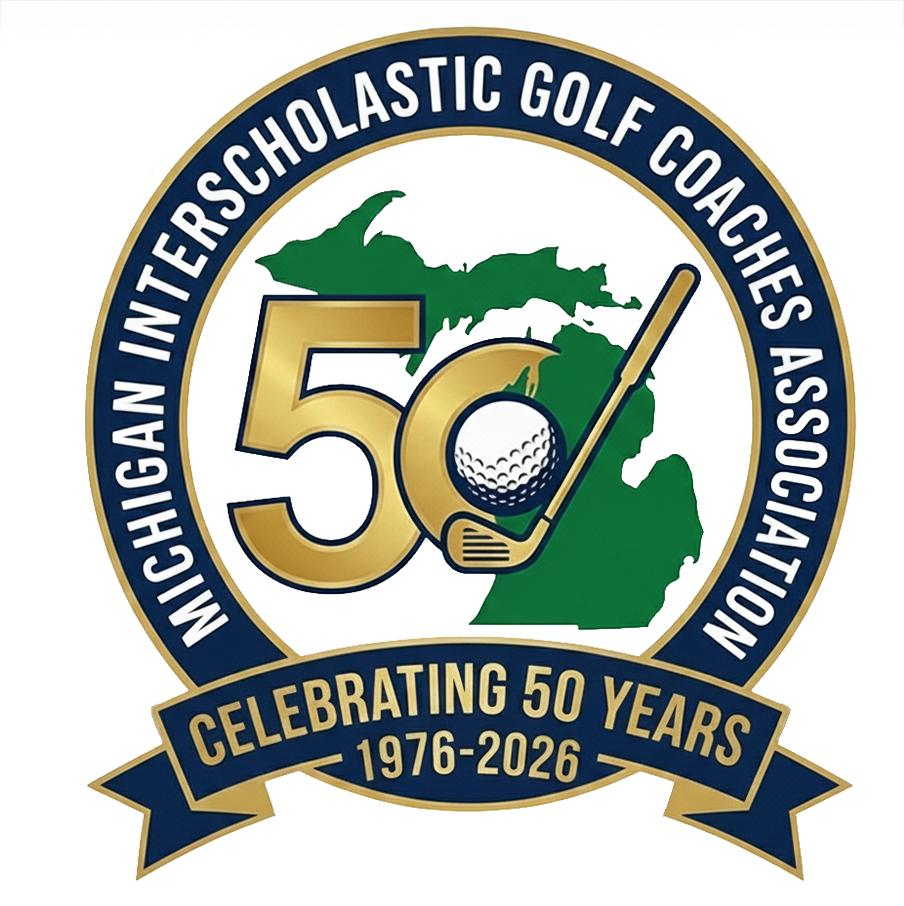 MICHIGAN INTERSCHOLASTIC GOLF COACHES ASSOCIATION
50
CELEBRATING 50 YEARS
1976-2026